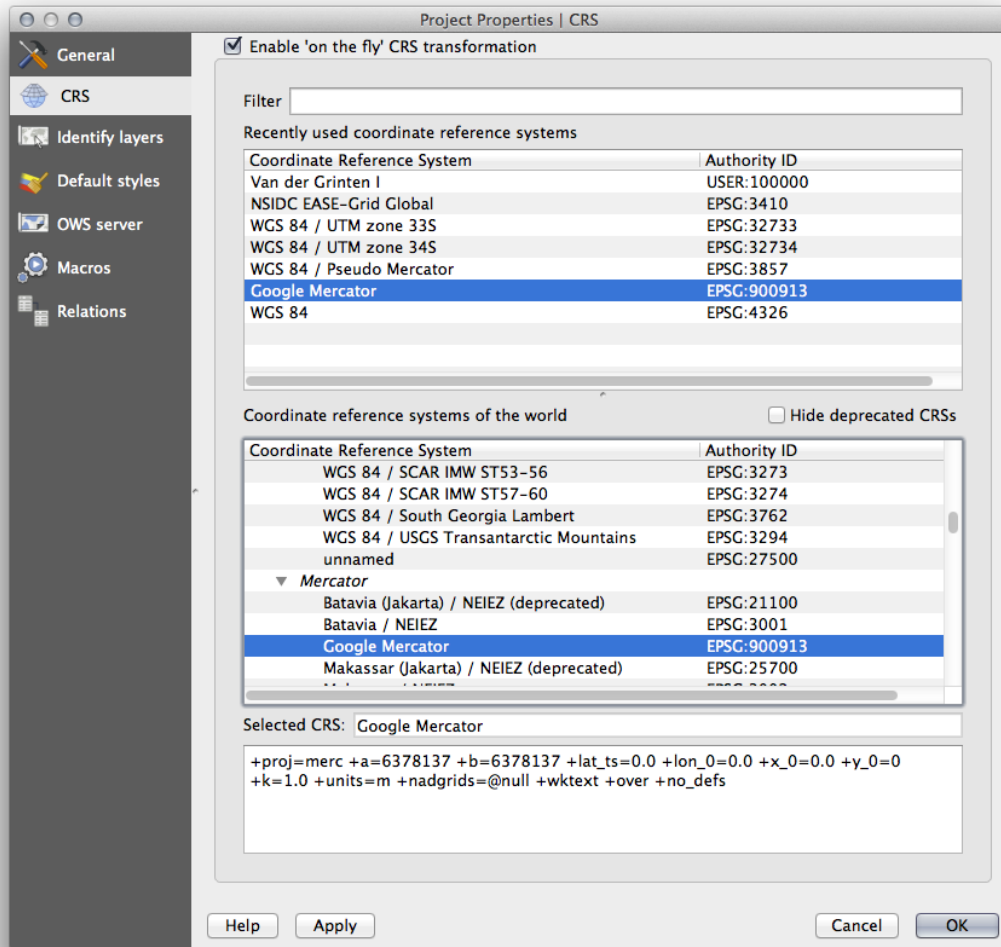 Project Properties | CRS
General
CRS
Identify layers
Default styles
OWS server
Macros
Relations
Enable 'on the fly' CRS transformation
Filter
Recently used coordinate reference systems
Coordinate Reference System Authority ID
Van der Grinten I USER:100000
NSIDC EASE-Grid Global EPSG:3410
WGS 84 / UTM zone 33S EPSG:32733
WGS 84 / UTM zone 34S EPSG:32734
WGS 84 / Pseudo Mercator EPSG:3857
Google Mercator EPSG:900913
WGS 84 EPSG:4326
Coordinate reference systems of the world Hide deprecated CRSs
Coordinate Reference System Authority ID
WGS 84 / SCAR IMW ST53-56 EPSG:3273
WGS 84 / SCAR IMW ST57-60 EPSG:3274
WGS 84 / South Georgia Lambert EPSG:3762
WGS 84 / USGS Transantarctic Mountains EPSG:3294
unnamed EPSG:27500
Mercator
Batavia (Jakarta) / NEIEZ (deprecated) EPSG:21100
Batavia / NEIEZ EPSG:3001
Google Mercator EPSG:900913
Makassar (Jakarta) / NEIEZ (deprecated) EPSG:25700
Selected CRS: Google Mercator
+proj=merc +a=6378137 +b=6378137 +lat_ts=0.0 +lon_0=0.0 +x_0=0.0 +y_0=0
+k=1.0 +units=m +nadgrids=@null +wktext +over +no_defs
Help Apply Cancel OK